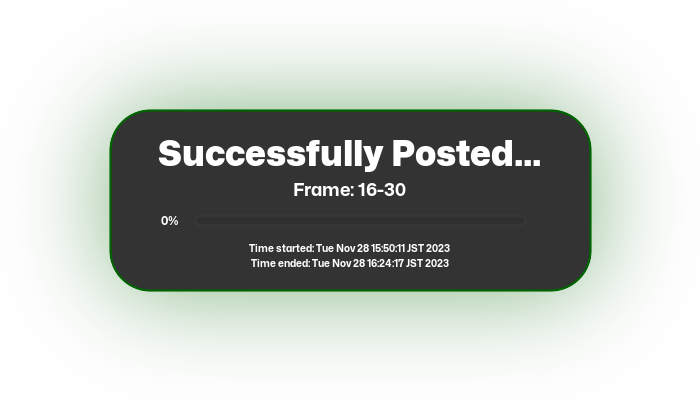 Successfully Posted...
Frame: 16-30
0%
Time started: Tue Nov 28 15:50:11 JST 2023
Time ended: Tue Nov 28 16:24:17 JST 2023